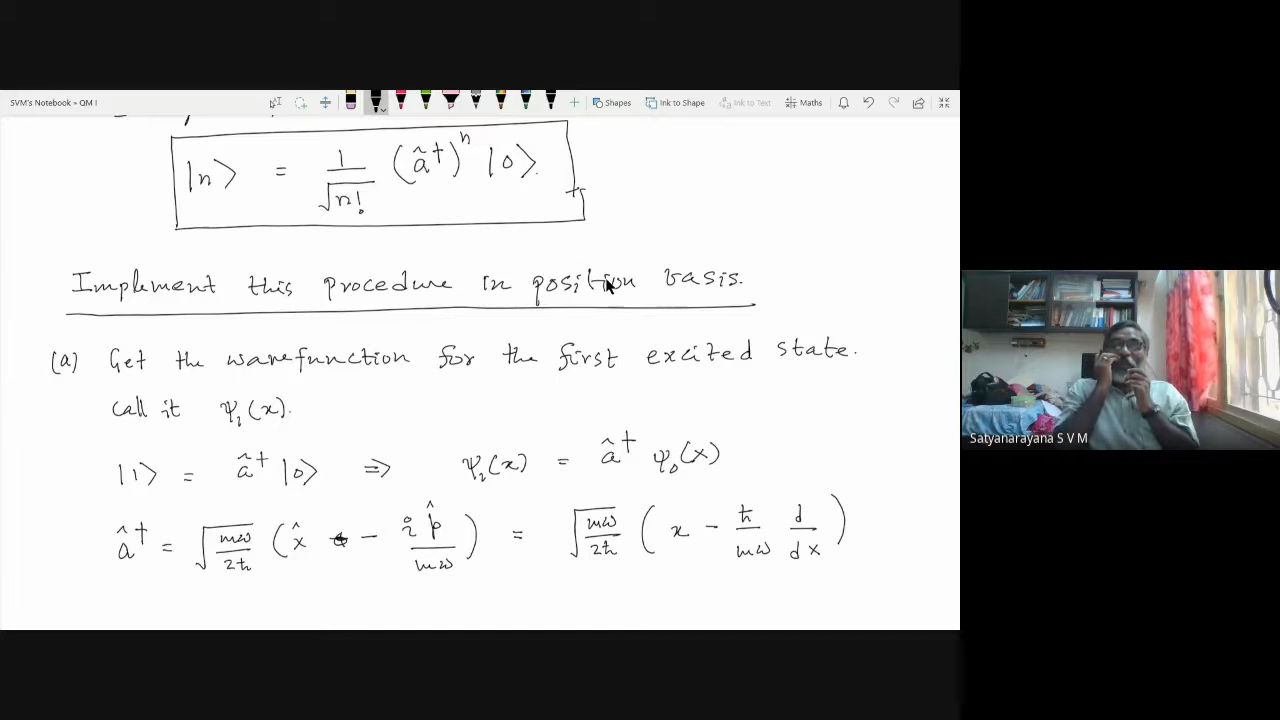 SVM's Notebook » QM I
Shapes Ink to Shape Ink to Text Maths
|n> = 1/√n! (â†)ⁿ |0>.
Implement this procedure in position basis.
(a) Get the wavefunction for the first excited state.
call it Ψ₁(x).
|1> = â† |0> ⇒ Ψ₁(x) = â† Ψ₀(x)
â† = √(mω/2ħ) (x̂ - i p̂/mω) = √(mω/2ħ) (x - ħ/mω d/dx)
Satyanarayana S V M